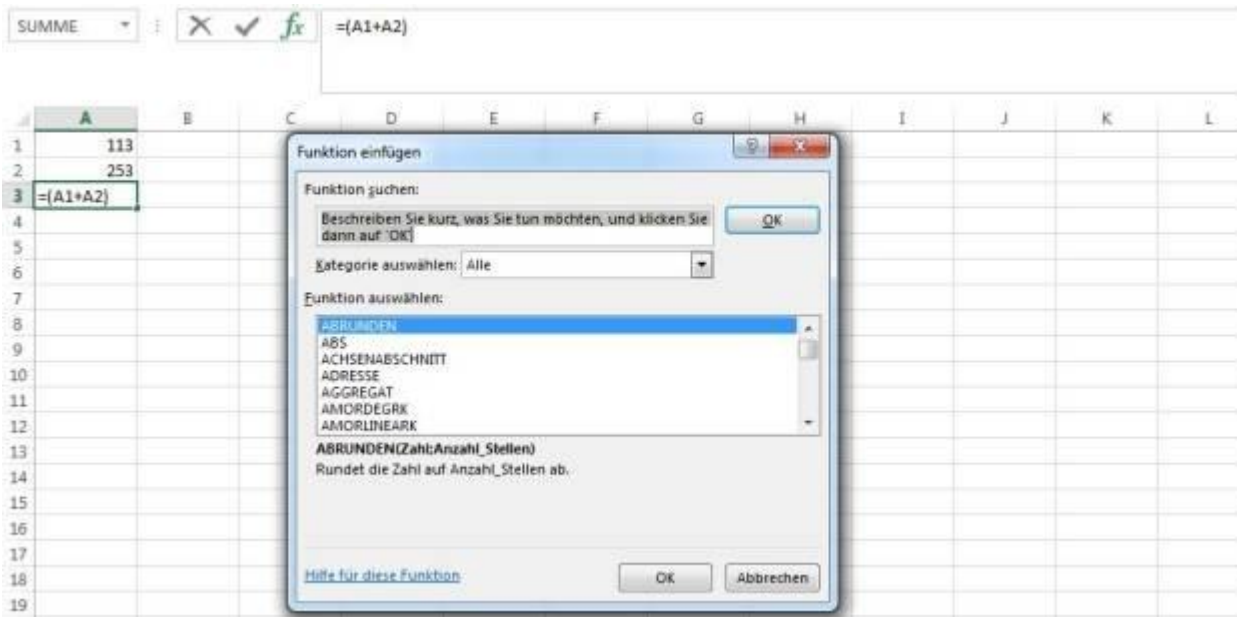 SUMME
fx
=(A1+A2)
A B C D E F G H I J K L
1 113
2 253
3 =(A1+A2)
4
5
6
7
8
9
10
11
12
13
14
15
16
17
18
19
Funktion einfügen
?
X
Funktion suchen:
Beschreiben Sie kurz, was Sie tun möchten, und klicken Sie
dann auf 'OK'
OK
Kategorie auswählen: Alle
Funktion auswählen:
ABRUNDEN
ABS
ACHSENABSCHNITT
ADRESSE
AGGREGAT
AMORDEGRK
AMORLINEARK
ABRUNDEN(Zahl;Anzahl_Stellen)
Rundet die Zahl auf Anzahl_Stellen ab.
Hilfe für diese Funktion
OK
Abbrechen